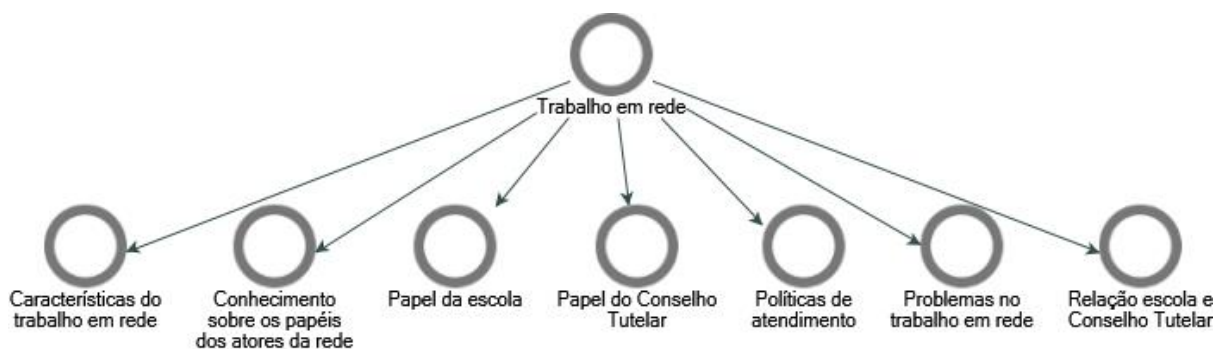 Trabalho em rede
Características do
trabalho em rede
Conhecimento
sobre os papéis
dos atores da rede
Papel da escola
Papel do Conselho
Tutelar
Políticas de
atendimento
Problemas no
trabalho em rede
Relação escola e
Conselho Tutelar